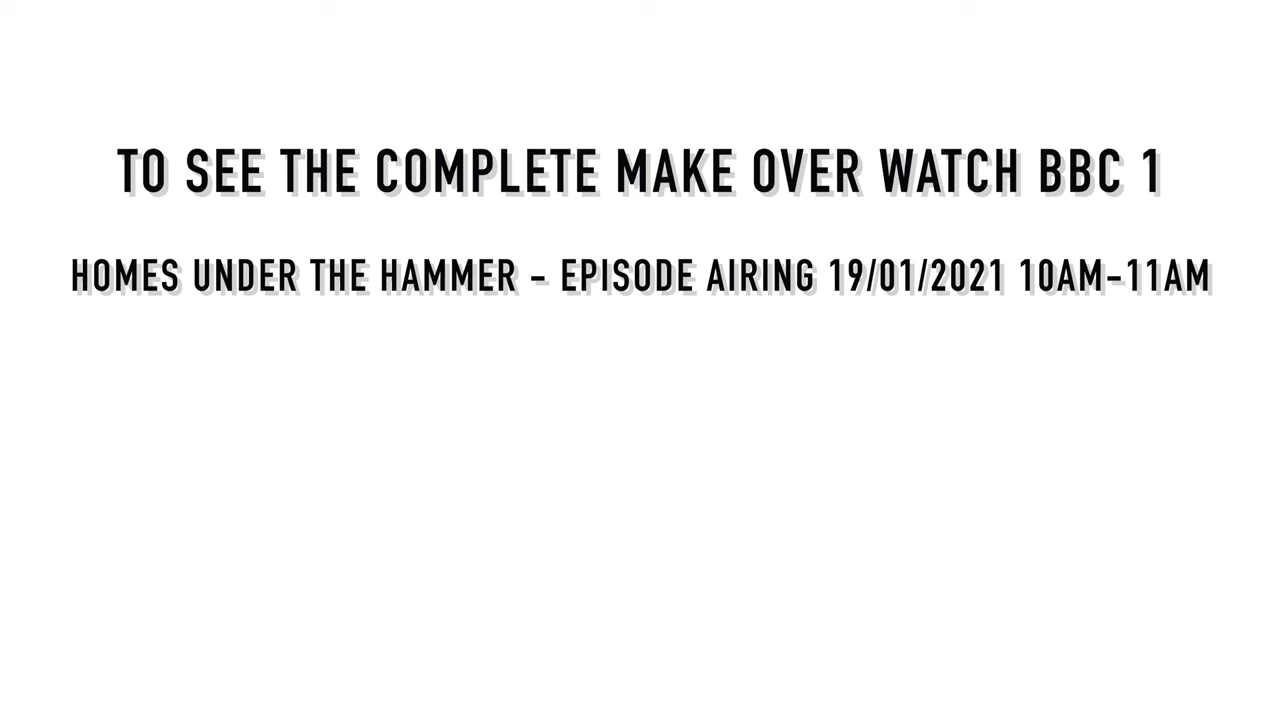 TO SEE THE COMPLETE MAKE OVER WATCH BBC 1
HOMES UNDER THE HAMMER - EPISODE AIRING 19/01/2021 10AM-11AM